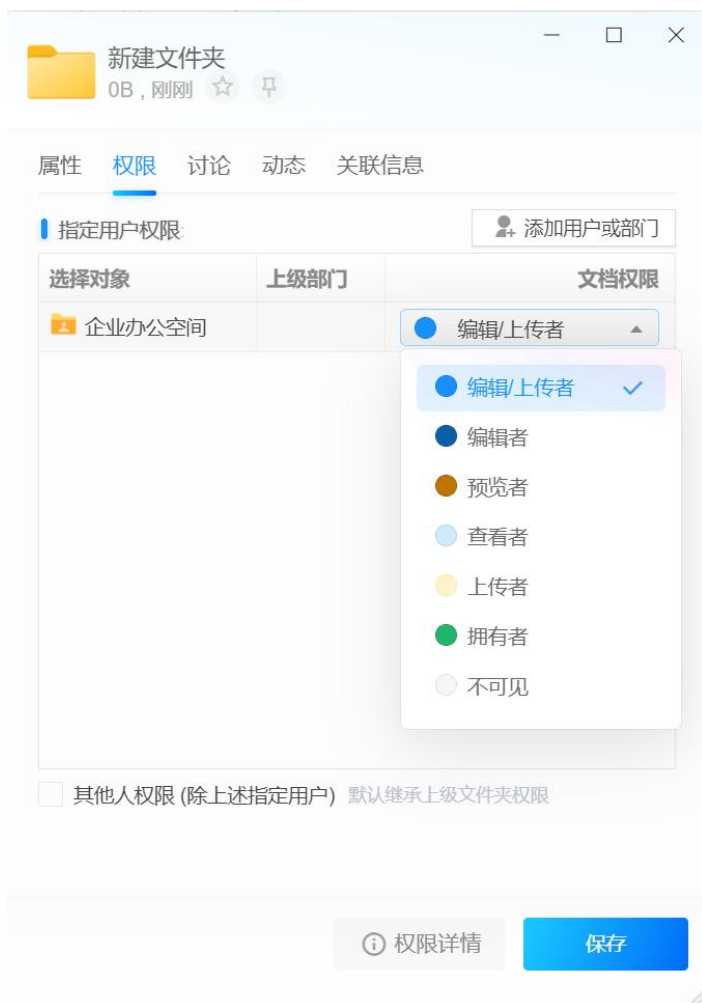 新建文件夹
0B , 刚刚
属性 权限 讨论 动态 关联信息
指定用户权限:
添加用户或部门
选择对象 上级部门 文档权限
企业办公空间 编辑/上传者
编辑/上传者
编辑者
预览者
查看者
上传者
拥有者
不可见
其他人权限 (除上述指定用户) 默认继承上级文件夹权限
权限详情 保存